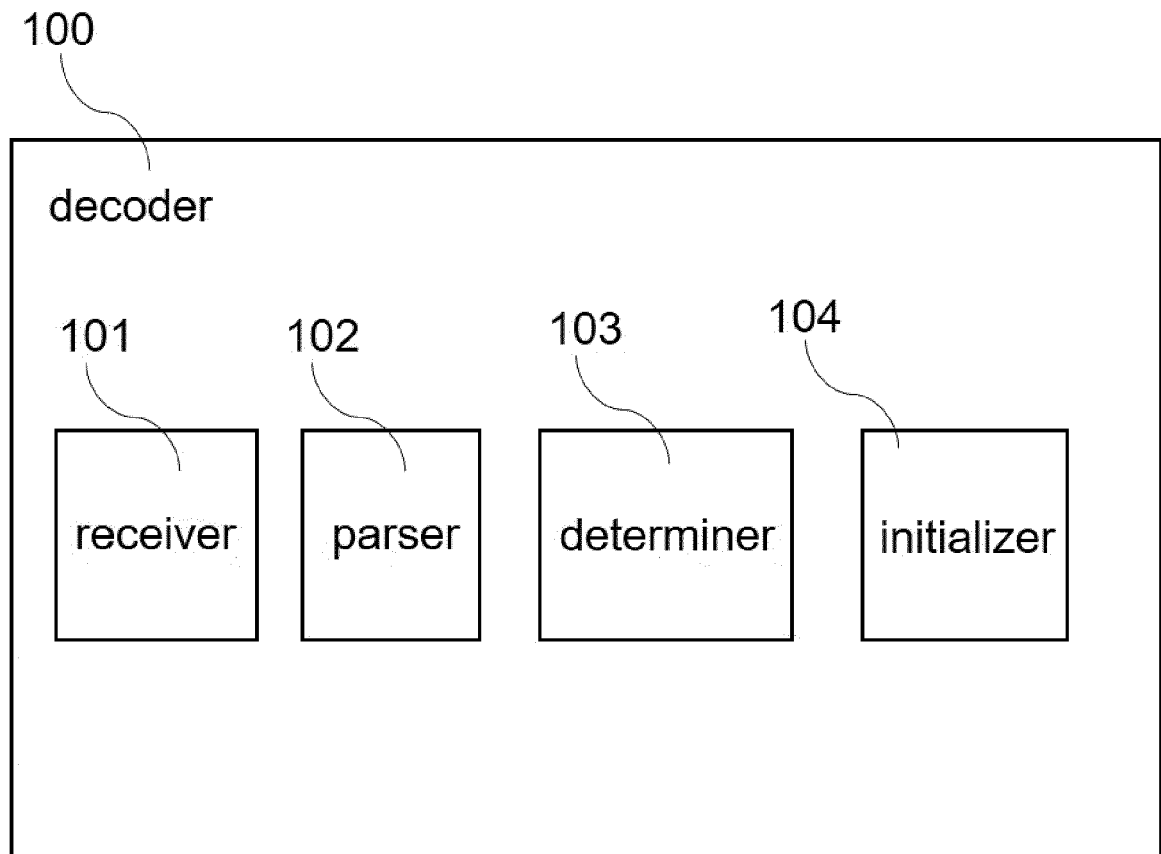 100
decoder
101 102 103 104
receiver parser determiner initializer